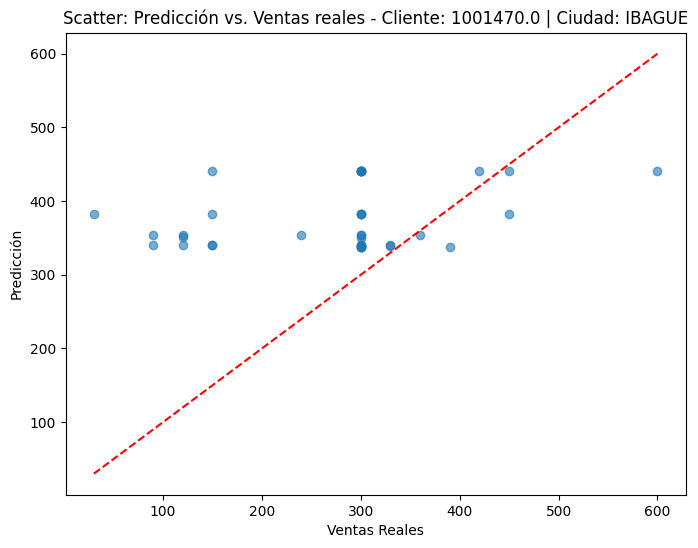 Scatter: Predicción vs. Ventas reales - Cliente: 1001470.0 | Ciudad: IBAGUE
600
500
400
300
200
100
Predicción
100 200 300 400 500 600
Ventas Reales